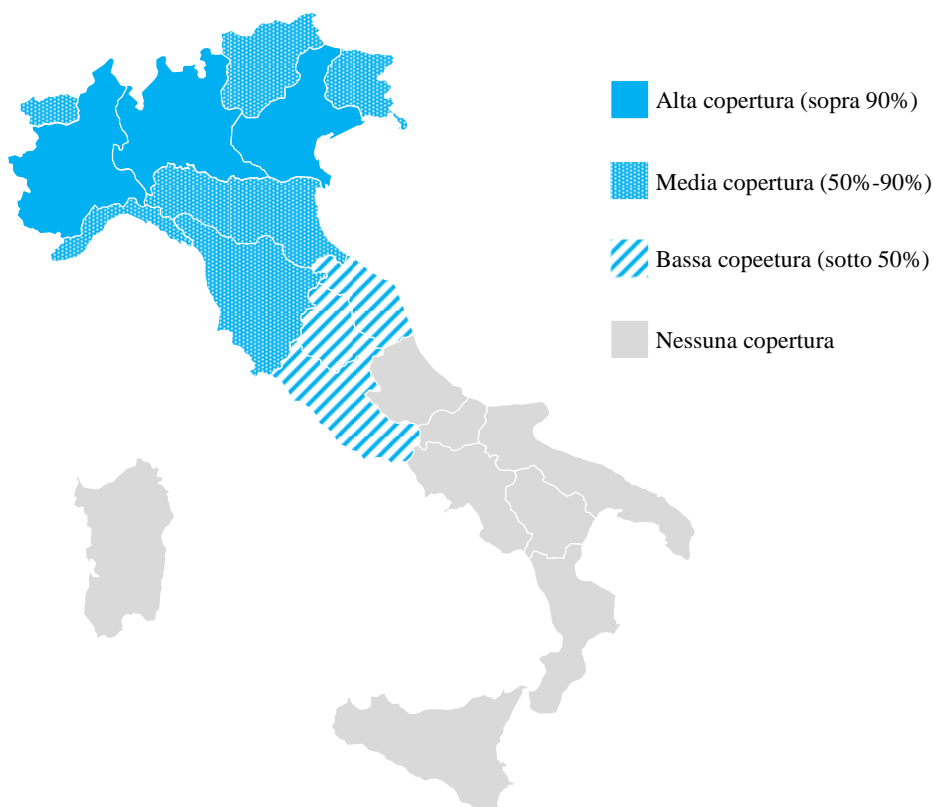 Alta copertura (sopra 90%)
Media copertura (50%-90%)
Bassa copeetura (sotto 50%)
Nessuna copertura